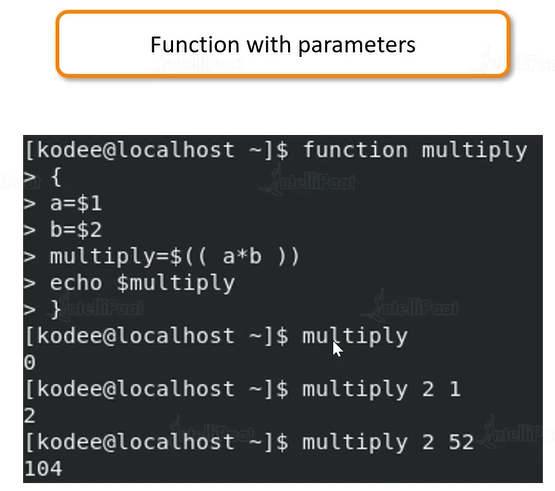 Function with parameters
[kodee@localhost ~]$ function multiply
> {
> a=$1
> b=$2
> multiply=$(( a*b ))
> echo $multiply
> }
[kodee@localhost ~]$ multiply
0
[kodee@localhost ~]$ multiply 2 1
2
[kodee@localhost ~]$ multiply 2 52
104